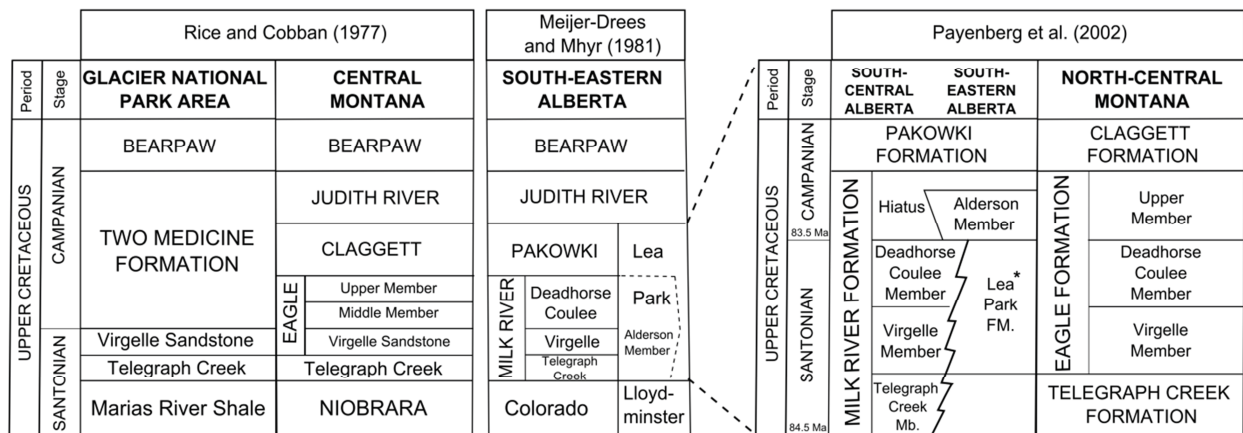 Rice and Cobban (1977)
Meijer-Drees
and Mhyr (1981)
Payenberg et al. (2002)
Period
Stage
GLACIER NATIONAL
PARK AREA
CENTRAL
MONTANA
SOUTH-EASTERN
ALBERTA
Period
Stage
SOUTH-
CENTRAL
ALBERTA
SOUTH-
EASTERN
ALBERTA
NORTH-CENTRAL
MONTANA
UPPER CRETACEOUS
CAMPANIAN
SANTONIAN
BEARPAW
TWO MEDICINE
FORMATION
Virgelle Sandstone
Telegraph Creek
Marias River Shale
BEARPAW
JUDITH RIVER
CLAGGETT
EAGLE
Upper Member
Middle Member
Virgelle Sandstone
Telegraph Creek
NIOBRARA
BEARPAW
JUDITH RIVER
PAKOWKI
Lea
Park
Alderson
Member
MILK RIVER
Deadhorse
Coulee
Virgelle
Telegraph
Creek
Colorado
Lloyd-
minster
UPPER CRETACEOUS
CAMPANIAN
83.5 Ma
SANTONIAN
84.5 Ma
PAKOWKI
FORMATION
MILK RIVER FORMATION
Hiatus
Alderson
Member
Deadhorse
Coulee
Member
Lea*
Park
FM.
Virgelle
Member
Telegraph
Creek
Mb.
CLAGGETT
FORMATION
EAGLE FORMATION
Upper
Member
Deadhorse
Coulee
Member
Virgelle
Member
TELEGRAPH CREEK
FORMATION